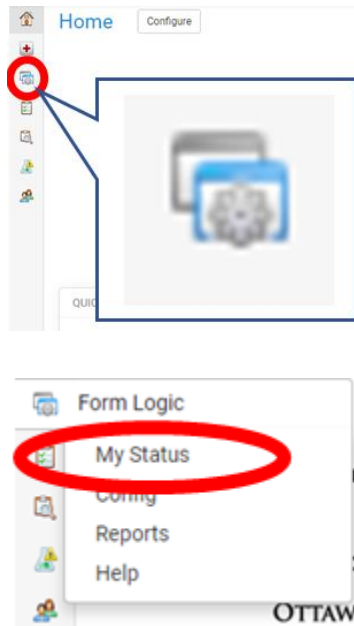 Home Configure
QUIC
Form Logic
My Status
Config
Reports
Help
OTTAW